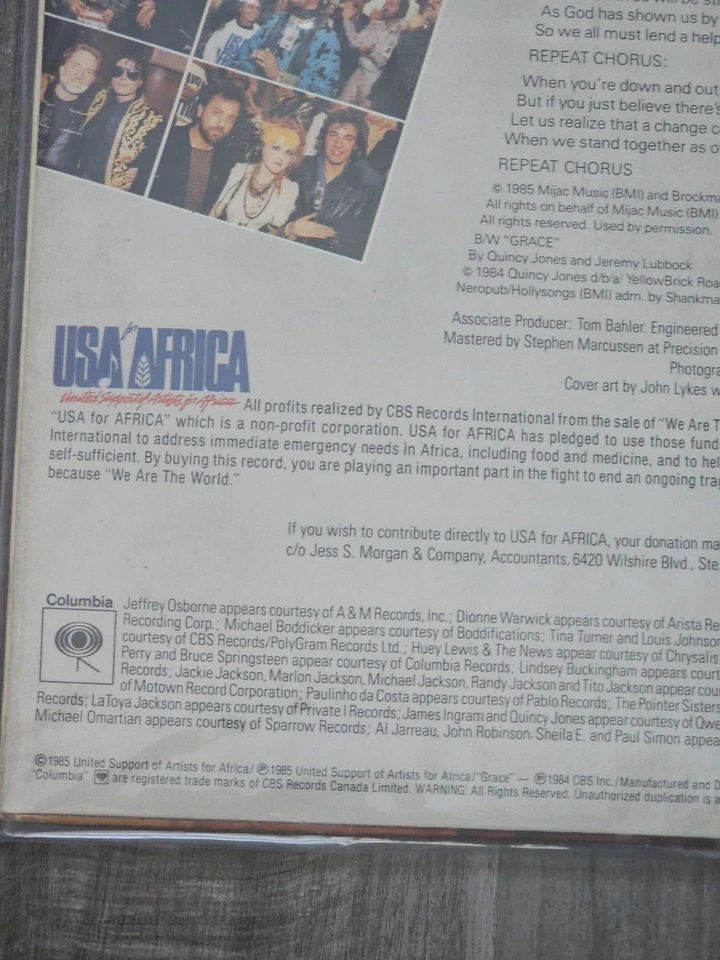 As God has shown us by
So we all must lend a help
REPEAT CHORUS:
When you're down and out
But if you just believe there's
Let us realize that a change c
When we stand together as o
REPEAT CHORUS
© 1985 Mijac Music (BMI) and Brockma
All rights on behalf of Mijac Music (BMI)
All rights reserved. Used by permission.
B/W "GRACE"
By Quincy Jones and Jeremy Lubbock
© 1984 Quincy Jones d/b/a/ YellowBrick Roa
Neropub/Hollysongs (BMI) adm. by Shankma
Associate Producer: Tom Bahler. Engineered
Mastered by Stephen Marcussen at Precision
Photogra
Cover art by John Lykes w
USA for AFRICA
United Support of Artists for Africa
All profits realized by CBS Records International from the sale of "We Are T
"USA for AFRICA" which is a non-profit corporation. USA for AFRICA has pledged to use those fund
International to address immediate emergency needs in Africa, including food and medicine, and to hel
self-sufficient. By buying this record, you are playing an important part in the fight to end an ongoing tra
because "We Are The World."
If you wish to contribute directly to USA for AFRICA, your donation ma
c/o Jess S. Morgan & Company, Accountants, 6420 Wilshire Blvd., Ste.
Columbia
Jeffrey Osborne appears courtesy of A & M Records, Inc.; Dionne Warwick appears courtesy of Arista Re
Recording Corp.; Michael Boddicker appears courtesy of Boddifications; Tina Turner and Louis Johnson
courtesy of CBS Records/PolyGram Records Ltd.; Huey Lewis & The News appear courtesy of Chrysalis
Perry and Bruce Springsteen appear courtesy of Columbia Records; Lindsey Buckingham appears court
Records; Jackie Jackson, Marlon Jackson, Michael Jackson, Randy Jackson and Tito Jackson appear cou
of Motown Record Corporation; Paulinho da Costa appears courtesy of Pablo Records; The Pointer Sisters
Records; LaToya Jackson appears courtesy of Private I Records; James Ingram and Quincy Jones appear courtesy of Qwe
Michael Omartian appears courtesy of Sparrow Records; Al Jarreau, John Robinson, Sheila E. and Paul Simon appea
©1985 United Support of Artists for Africa/ ℗1985 United Support of Artists for Africa/"Grace" — ℗1984 CBS Inc./Manufactured and D
"Columbia" are registered trade marks of CBS Records Canada Limited. WARNING: All Rights Reserved. Unauthorized duplication is a